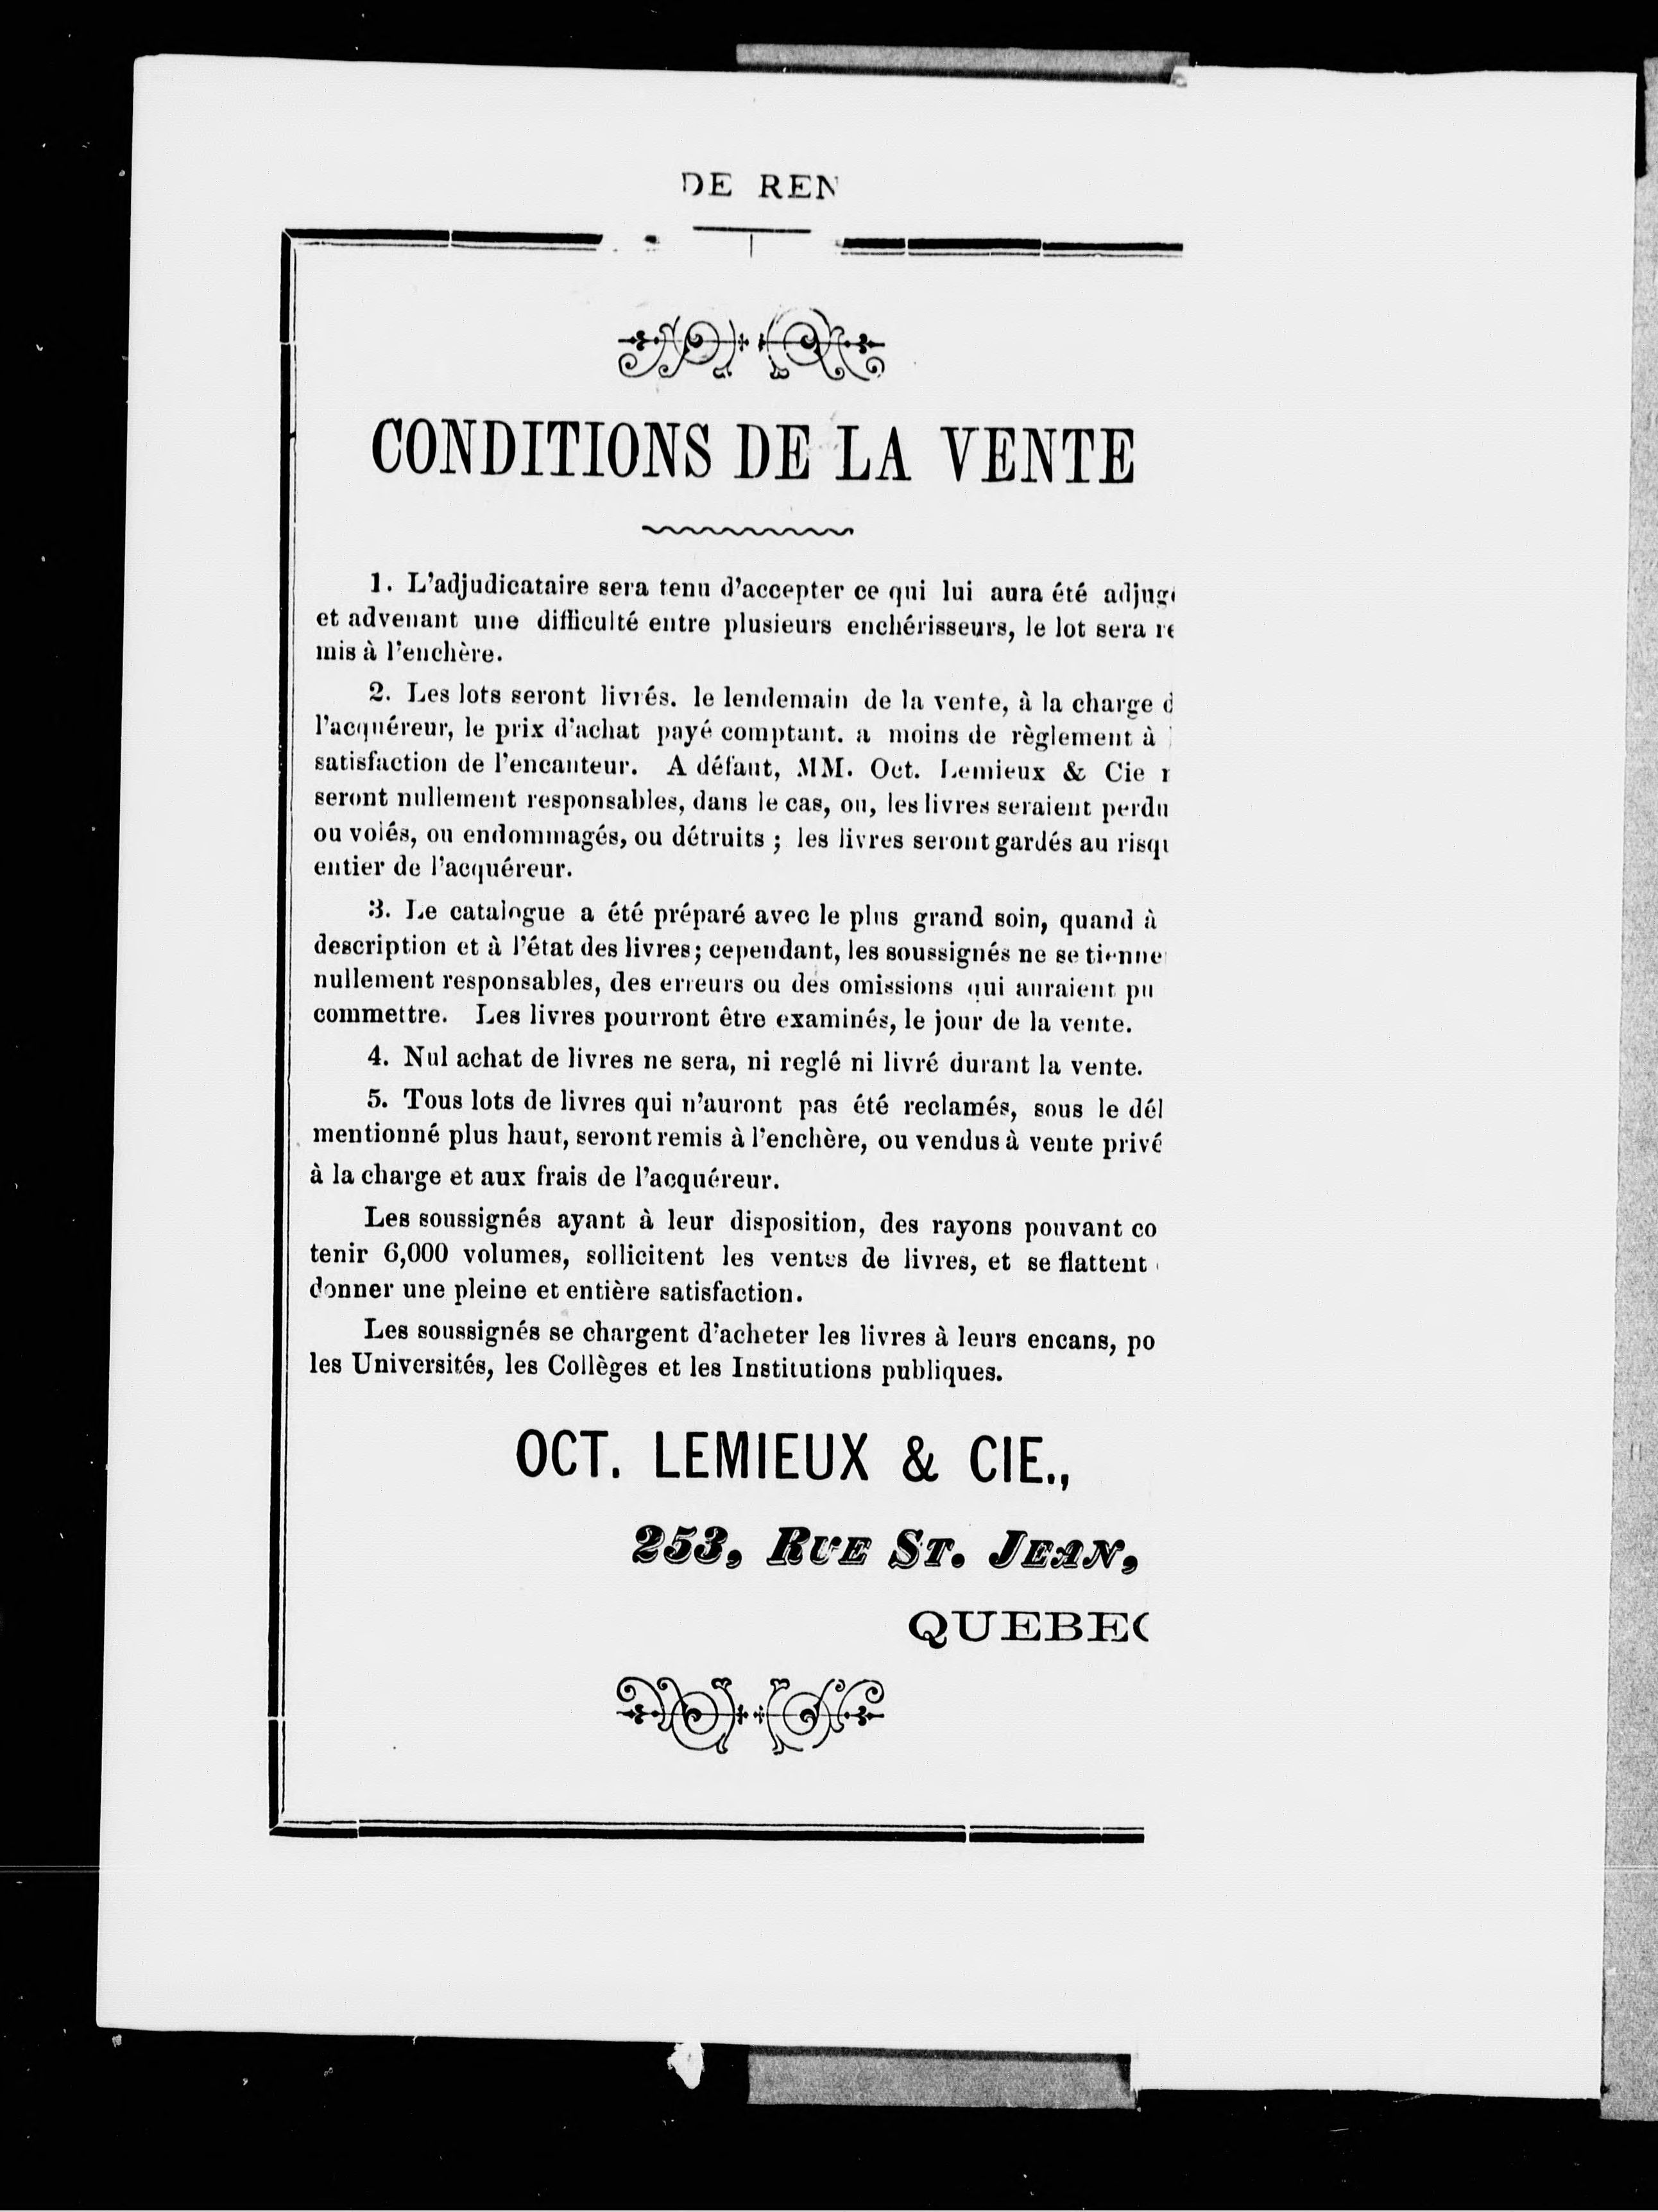 DE REN
CONDITIONS DE LA VENTE
1. L'adjudicataire sera tenu d'accepter ce qui lui aura été adjugé
et advenant une difficulté entre plusieurs enchérisseurs, le lot sera re
mis à l'enchère.
2. Les lots seront livrés. le lendemain de la vente, à la charge d
l'acquéreur, le prix d'achat payé comptant. a moins de règlement à
satisfaction de l'encanteur. A défaut, MM. Oct. Lemieux & Cie
seront nullement responsables, dans le cas, ou, les livres seraient perdu
ou volés, ou endommagés, ou détruits ; les livres seront gardés au risqu
entier de l'acquéreur.
3. Le catalogue a été préparé avec le plus grand soin, quand à
description et à l'état des livres; cependant, les soussignés ne se tienne
nullement responsables, des erreurs ou des omissions qui auraient pu
commettre. Les livres pourront être examinés, le jour de la vente.
4. Nul achat de livres ne sera, ni reglé ni livré durant la vente.
5. Tous lots de livres qui n'auront pas été reclamés, sous le dél
mentionné plus haut, seront remis à l'enchère, ou vendus à vente privé
à la charge et aux frais de l'acquéreur.
Les soussignés ayant à leur disposition, des rayons pouvant co
tenir 6,000 volumes, sollicitent les ventes de livres, et se flattent
donner une pleine et entière satisfaction.
Les soussignés se chargent d'acheter les livres à leurs encans, po
les Universités, les Collèges et les Institutions publiques.
OCT. LEMIEUX & CIE.,
253, RUE ST. JEAN,
QUEBEC